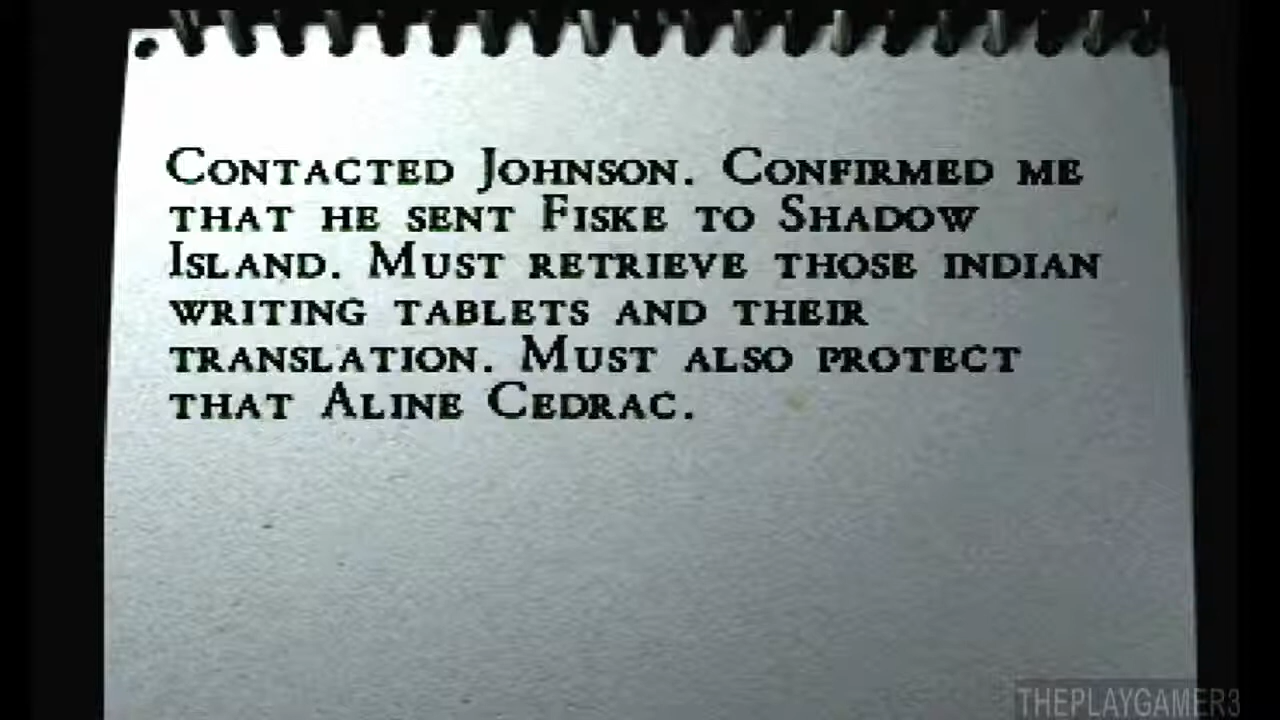 Contacted Johnson. Confirmed me
that he sent Fiske to Shadow
Island. Must retrieve those indian
writing tablets and their
translation. Must also protect
that Aline Cedrac.
THEPLAYGAMER3